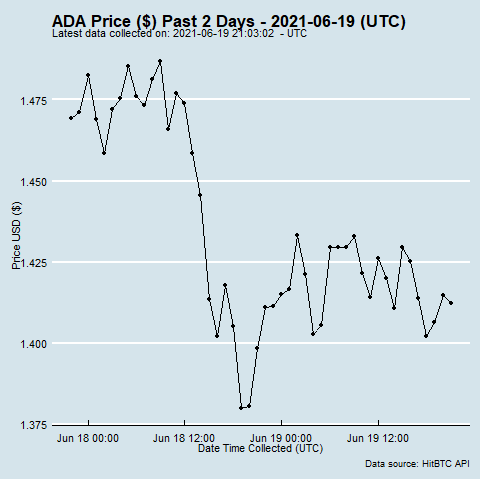 ADA Price ($) Past 2 Days - 2021-06-19 (UTC)
Latest data collected on: 2021-06-19 21:03:02  - UTC
1.475
1.450
1.425
1.400
1.375
Price USD ($)
Jun 18 00:00
Jun 18 12:00
Jun 19 00:00
Jun 19 12:00
Date Time Collected (UTC)
Data source: HitBTC API